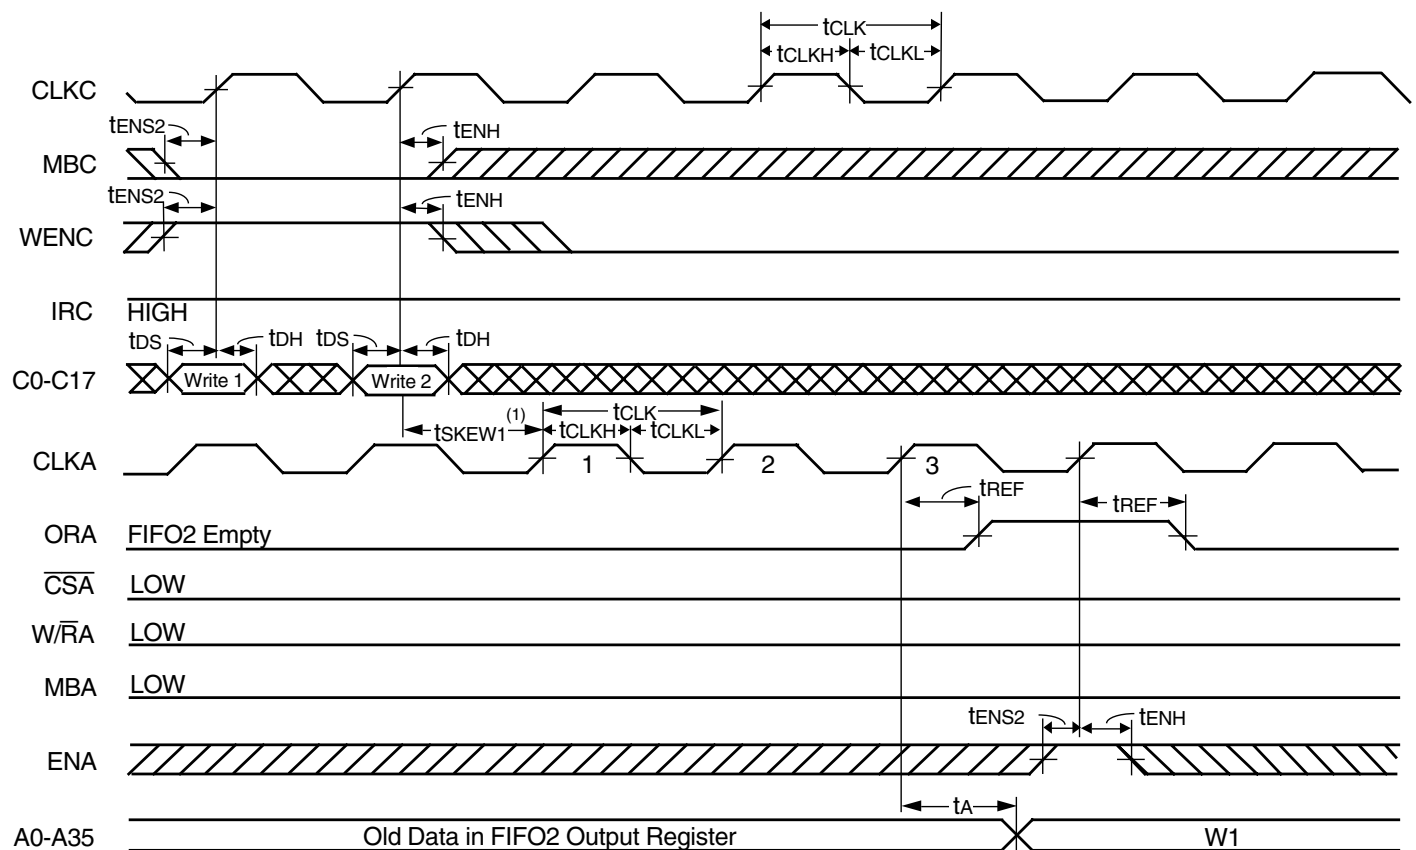 tCLK
tCLKH tCLKL
CLKC
tENS2 tENH
MBC
tENS2 tENH
WENC
IRC HIGH
tDS tDH tDS tDH
C0-C17 Write 1 Write 2
tSKEW1(1) tCLK
tCLKH tCLKL
CLKA 1 2 3
tREF tREF
ORA FIFO2 Empty
CSA LOW
W/RA LOW
MBA LOW
tENS2 tENH
ENA
tA
A0-A35 Old Data in FIFO2 Output Register W1